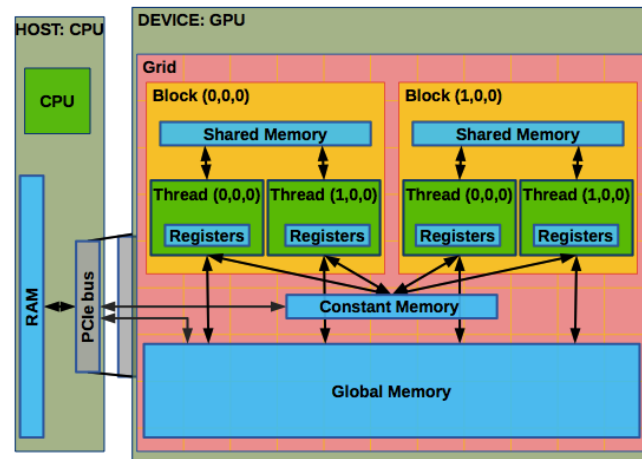 HOST: CPU
CPU
RAM
PCIe bus
DEVICE: GPU
Grid
Block (0,0,0)
Shared Memory
Thread (0,0,0)
Registers
Thread (1,0,0)
Registers
Block (1,0,0)
Shared Memory
Thread (0,0,0)
Registers
Thread (1,0,0)
Registers
Constant Memory
Global Memory